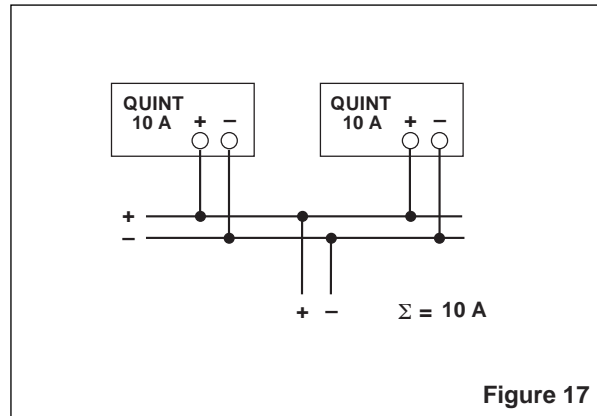 QUINT
10 A
+ −
QUINT
10 A
+ −
+
−
+ −
Σ = 10 A
Figure 17